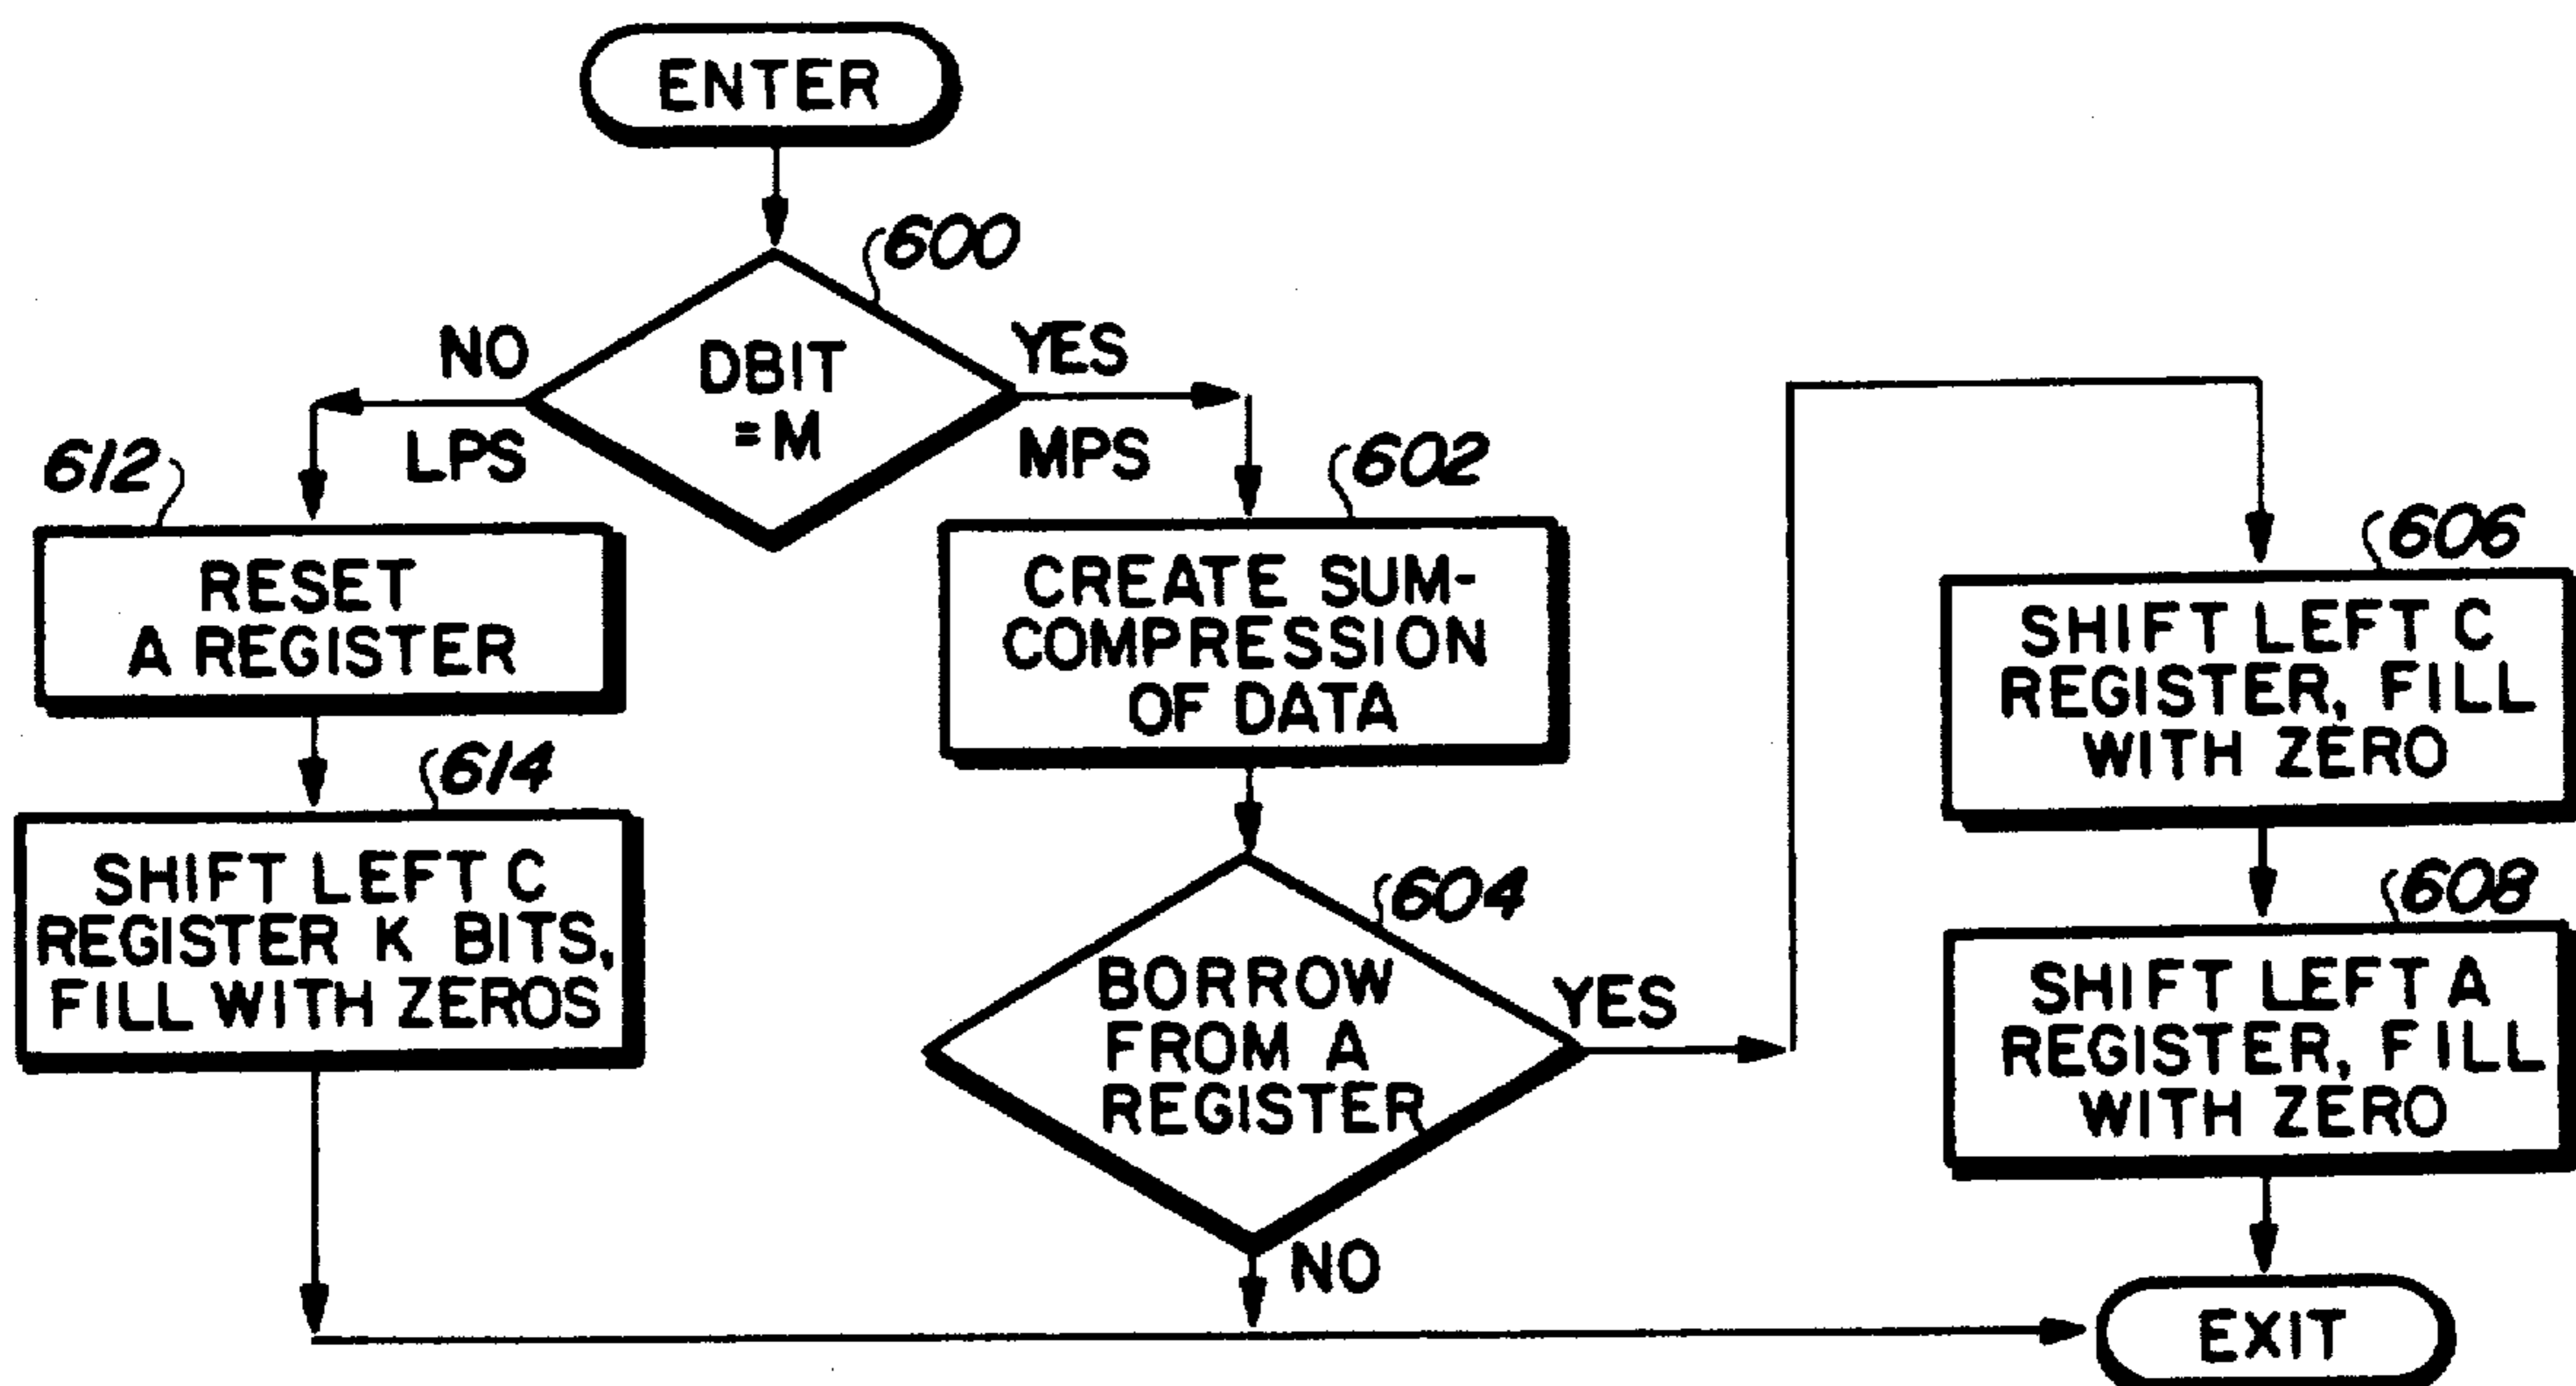 ENTER
600
DBIT
=M
NO
LPS
YES
MPS
612
RESET
A REGISTER
614
SHIFT LEFT C
REGISTER K BITS,
FILL WITH ZEROS
602
CREATE SUM-
COMPRESSION
OF DATA
604
BORROW
FROM A
REGISTER
YES
NO
606
SHIFT LEFT C
REGISTER, FILL
WITH ZERO
608
SHIFT LEFT A
REGISTER, FILL
WITH ZERO
EXIT